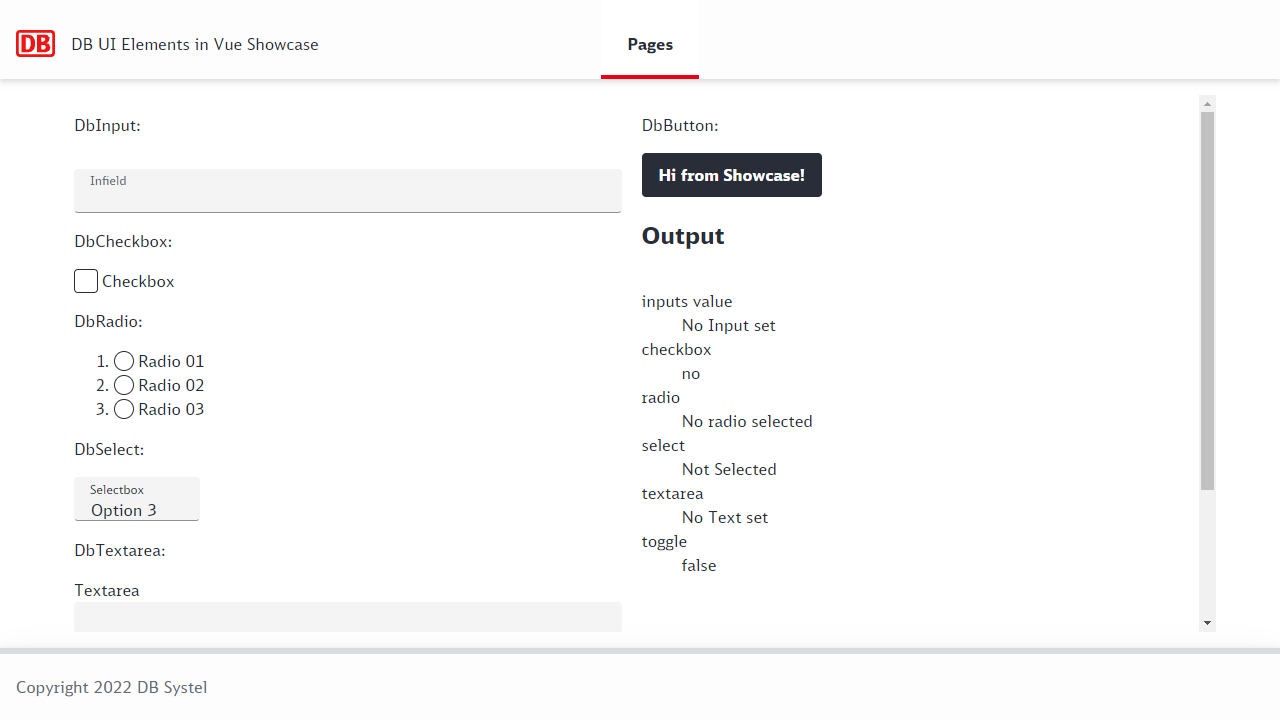 DB DB UI Elements in Vue Showcase
Pages
DbInput:
Infield
DbCheckbox:
Checkbox
DbRadio:
1. Radio 01
2. Radio 02
3. Radio 03
DbSelect:
Selectbox
Option 3
DbTextarea:
Textarea
DbButton:
Hi from Showcase!
Output
inputs value
No Input set
checkbox
no
radio
No radio selected
select
Not Selected
textarea
No Text set
toggle
false
Copyright 2022 DB Systel